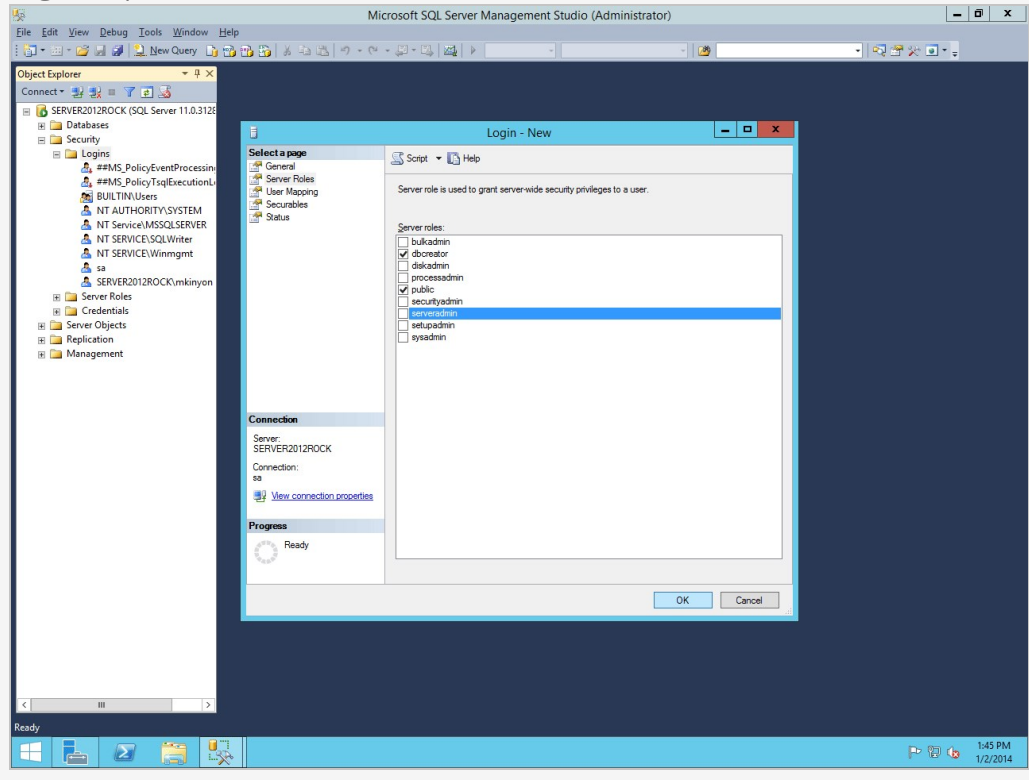 Microsoft SQL Server Management Studio (Administrator)
File Edit View Debug Tools Window Help
New Query
Object Explorer
Connect
SERVER2012ROCK (SQL Server 11.0.3128
Databases
Security
Logins
##MS_PolicyEventProcessin
##MS_PolicyTsqlExecutionL
BUILTIN\Users
NT AUTHORITY\SYSTEM
NT Service\MSSQLSERVER
NT SERVICE\SQLWriter
NT SERVICE\Winmgmt
sa
SERVER2012ROCK\mkinyon
Server Roles
Credentials
Server Objects
Replication
Management
Login - New
Select a page
General
Server Roles
User Mapping
Securables
Status
Script Help
Server role is used to grant server-wide security privileges to a user.
Server roles:
bulkadmin
dbcreator
diskadmin
processadmin
public
securityadmin
serveradmin
setupadmin
sysadmin
Connection
Server:
SERVER2012ROCK
Connection:
sa
View connection properties
Progress
Ready
OK Cancel
Ready
1:45 PM
1/2/2014